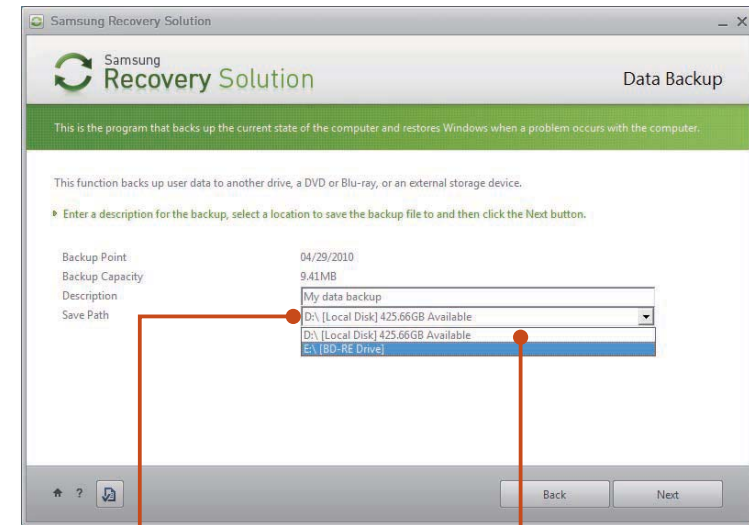 Samsung Recovery Solution
Samsung
Recovery Solution
Data Backup
This is the program that backs up the current state of the computer and restores Windows when a problem occurs with the computer.
This function backs up user data to another drive, a DVD or Blu-ray, or an external storage device.
Enter a description for the backup, select a location to save the backup file to and then click the Next button.
Backup Point 04/29/2010
Backup Capacity 9.41MB
Description My data backup
Save Path D:\ [Local Disk] 425.66GB Available
D:\ [Local Disk] 425.66GB Available
E:\ [BD-RE Drive]
? Back Next